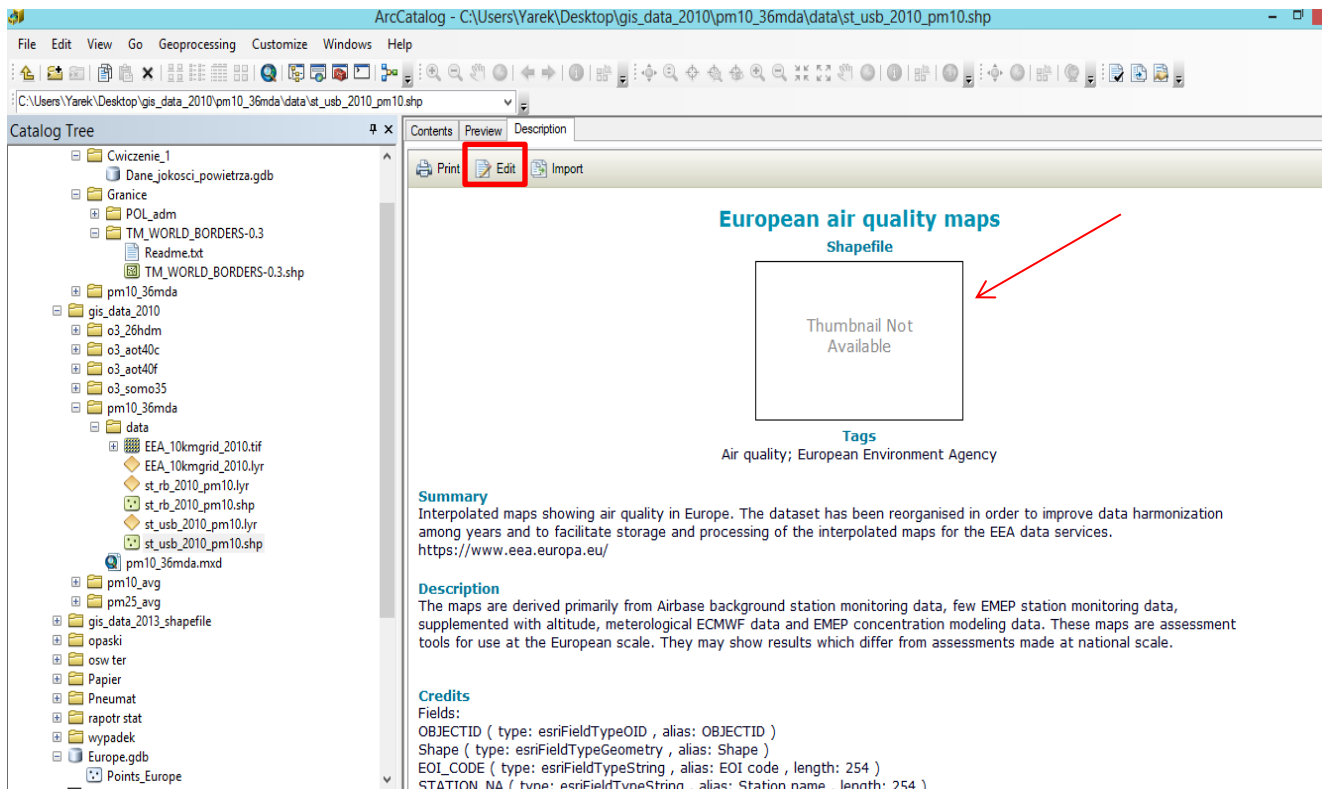 ArcCatalog - C:\Users\Yarek\Desktop\gis_data_2010\pm10_36mda\data\st_usb_2010_pm10.shp
File Edit View Go Geoprocessing Customize Windows Help
C:\Users\Yarek\Desktop\gis_data_2010\pm10_36mda\data\st_usb_2010_pm10.shp
Catalog Tree
Cwiczenie_1
Dane_jokosci_powietrza.gdb
Granice
POL_adm
TM_WORLD_BORDERS-0.3
Readme.txt
TM_WORLD_BORDERS-0.3.shp
pm10_36mda
gis_data_2010
o3_26hdm
o3_aot40c
o3_aot40f
o3_somo35
pm10_36mda
data
EEA_10kmgrid_2010.tif
EEA_10kmgrid_2010.lyr
st_rb_2010_pm10.lyr
st_rb_2010_pm10.shp
st_usb_2010_pm10.lyr
st_usb_2010_pm10.shp
pm10_36mda.mxd
pm10_avg
pm25_avg
gis_data_2013_shapefile
opaski
osw ter
Papier
Pneumat
rapotr stat
wypadek
Europe.gdb
Points_Europe
Contents Preview Description
Print Edit Import
European air quality maps
Shapefile
Thumbnail Not
Available
Tags
Air quality; European Environment Agency
Summary
Interpolated maps showing air quality in Europe. The dataset has been reorganised in order to improve data harmonization
among years and to facilitate storage and processing of the interpolated maps for the EEA data services.
https://www.eea.europa.eu/
Description
The maps are derived primarily from Airbase background station monitoring data, few EMEP station monitoring data,
supplemented with altitude, meterological ECMWF data and EMEP concentration modeling data. These maps are assessment
tools for use at the European scale. They may show results which differ from assessments made at national scale.
Credits
Fields:
OBJECTID ( type: esriFieldTypeOID , alias: OBJECTID )
Shape ( type: esriFieldTypeGeometry , alias: Shape )
EOI_CODE ( type: esriFieldTypeString , alias: EOI code , length: 254 )
STATION_NA ( type: esriFieldTypeString , alias: Station name , length: 254 )